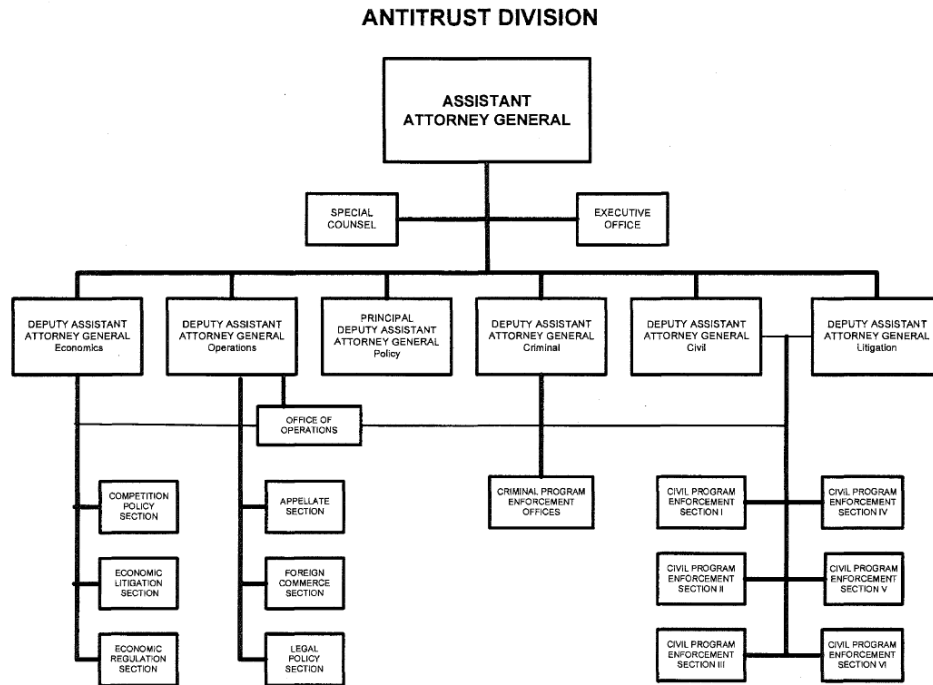 ANTITRUST DIVISION
ASSISTANT
ATTORNEY GENERAL
SPECIAL
COUNSEL
EXECUTIVE
OFFICE
DEPUTY ASSISTANT
ATTORNEY GENERAL
Economics
DEPUTY ASSISTANT
ATTORNEY GENERAL
Operations
PRINCIPAL
DEPUTY ASSISTANT
ATTORNEY GENERAL
Policy
DEPUTY ASSISTANT
ATTORNEY GENERAL
Criminal
DEPUTY ASSISTANT
ATTORNEY GENERAL
Civil
DEPUTY ASSISTANT
ATTORNEY GENERAL
Litigation
OFFICE OF
OPERATIONS
COMPETITION
POLICY
SECTION
APPELLATE
SECTION
CRIMINAL PROGRAM
ENFORCEMENT
OFFICES
CIVIL PROGRAM
ENFORCEMENT
SECTION I
CIVIL PROGRAM
ENFORCEMENT
SECTION IV
ECONOMIC
LITIGATION
SECTION
FOREIGN
COMMERCE
SECTION
CIVIL PROGRAM
ENFORCEMENT
SECTION II
CIVIL PROGRAM
ENFORCEMENT
SECTION V
ECONOMIC
REGULATION
SECTION
LEGAL
POLICY
SECTION
CIVIL PROGRAM
ENFORCEMENT
SECTION III
CIVIL PROGRAM
ENFORCEMENT
SECTION VI